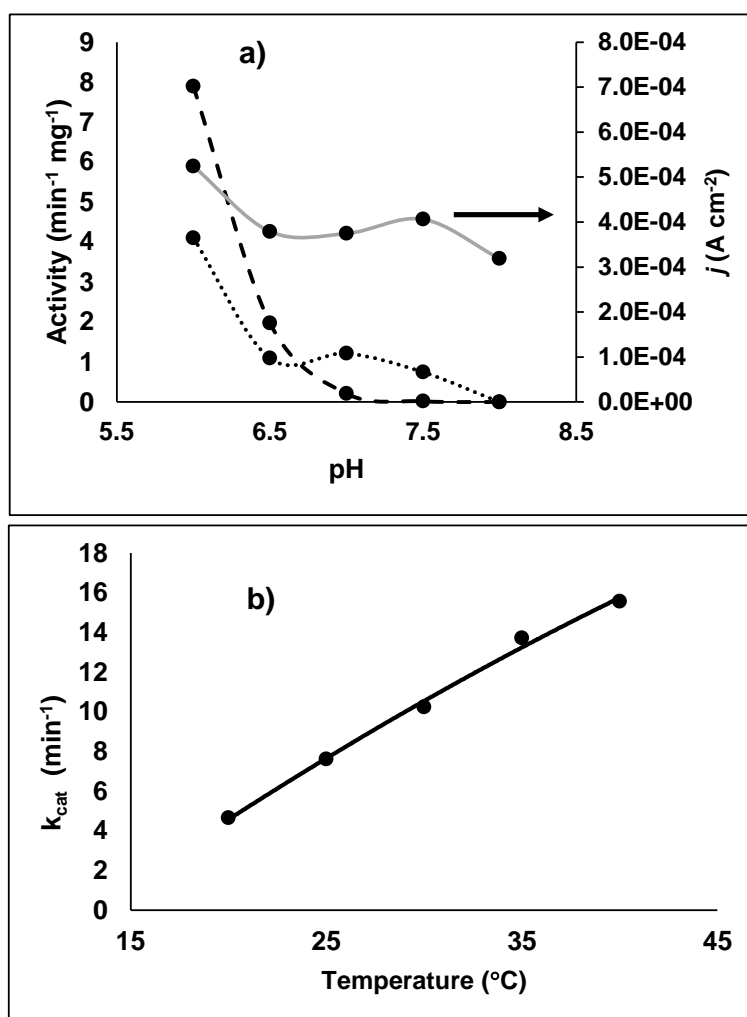 a)
9
8
7
6
5
4
3
2
1
0
Activity (min⁻¹ mg⁻¹)
8.0E-04
7.0E-04
6.0E-04
5.0E-04
4.0E-04
3.0E-04
2.0E-04
1.0E-04
0.0E+00
j (A cm⁻²)
5.5 6.5 7.5 8.5
pH
b)
18
16
14
12
10
8
6
4
2
0
k_cat (min⁻¹)
15 25 35 45
Temperature (°C)